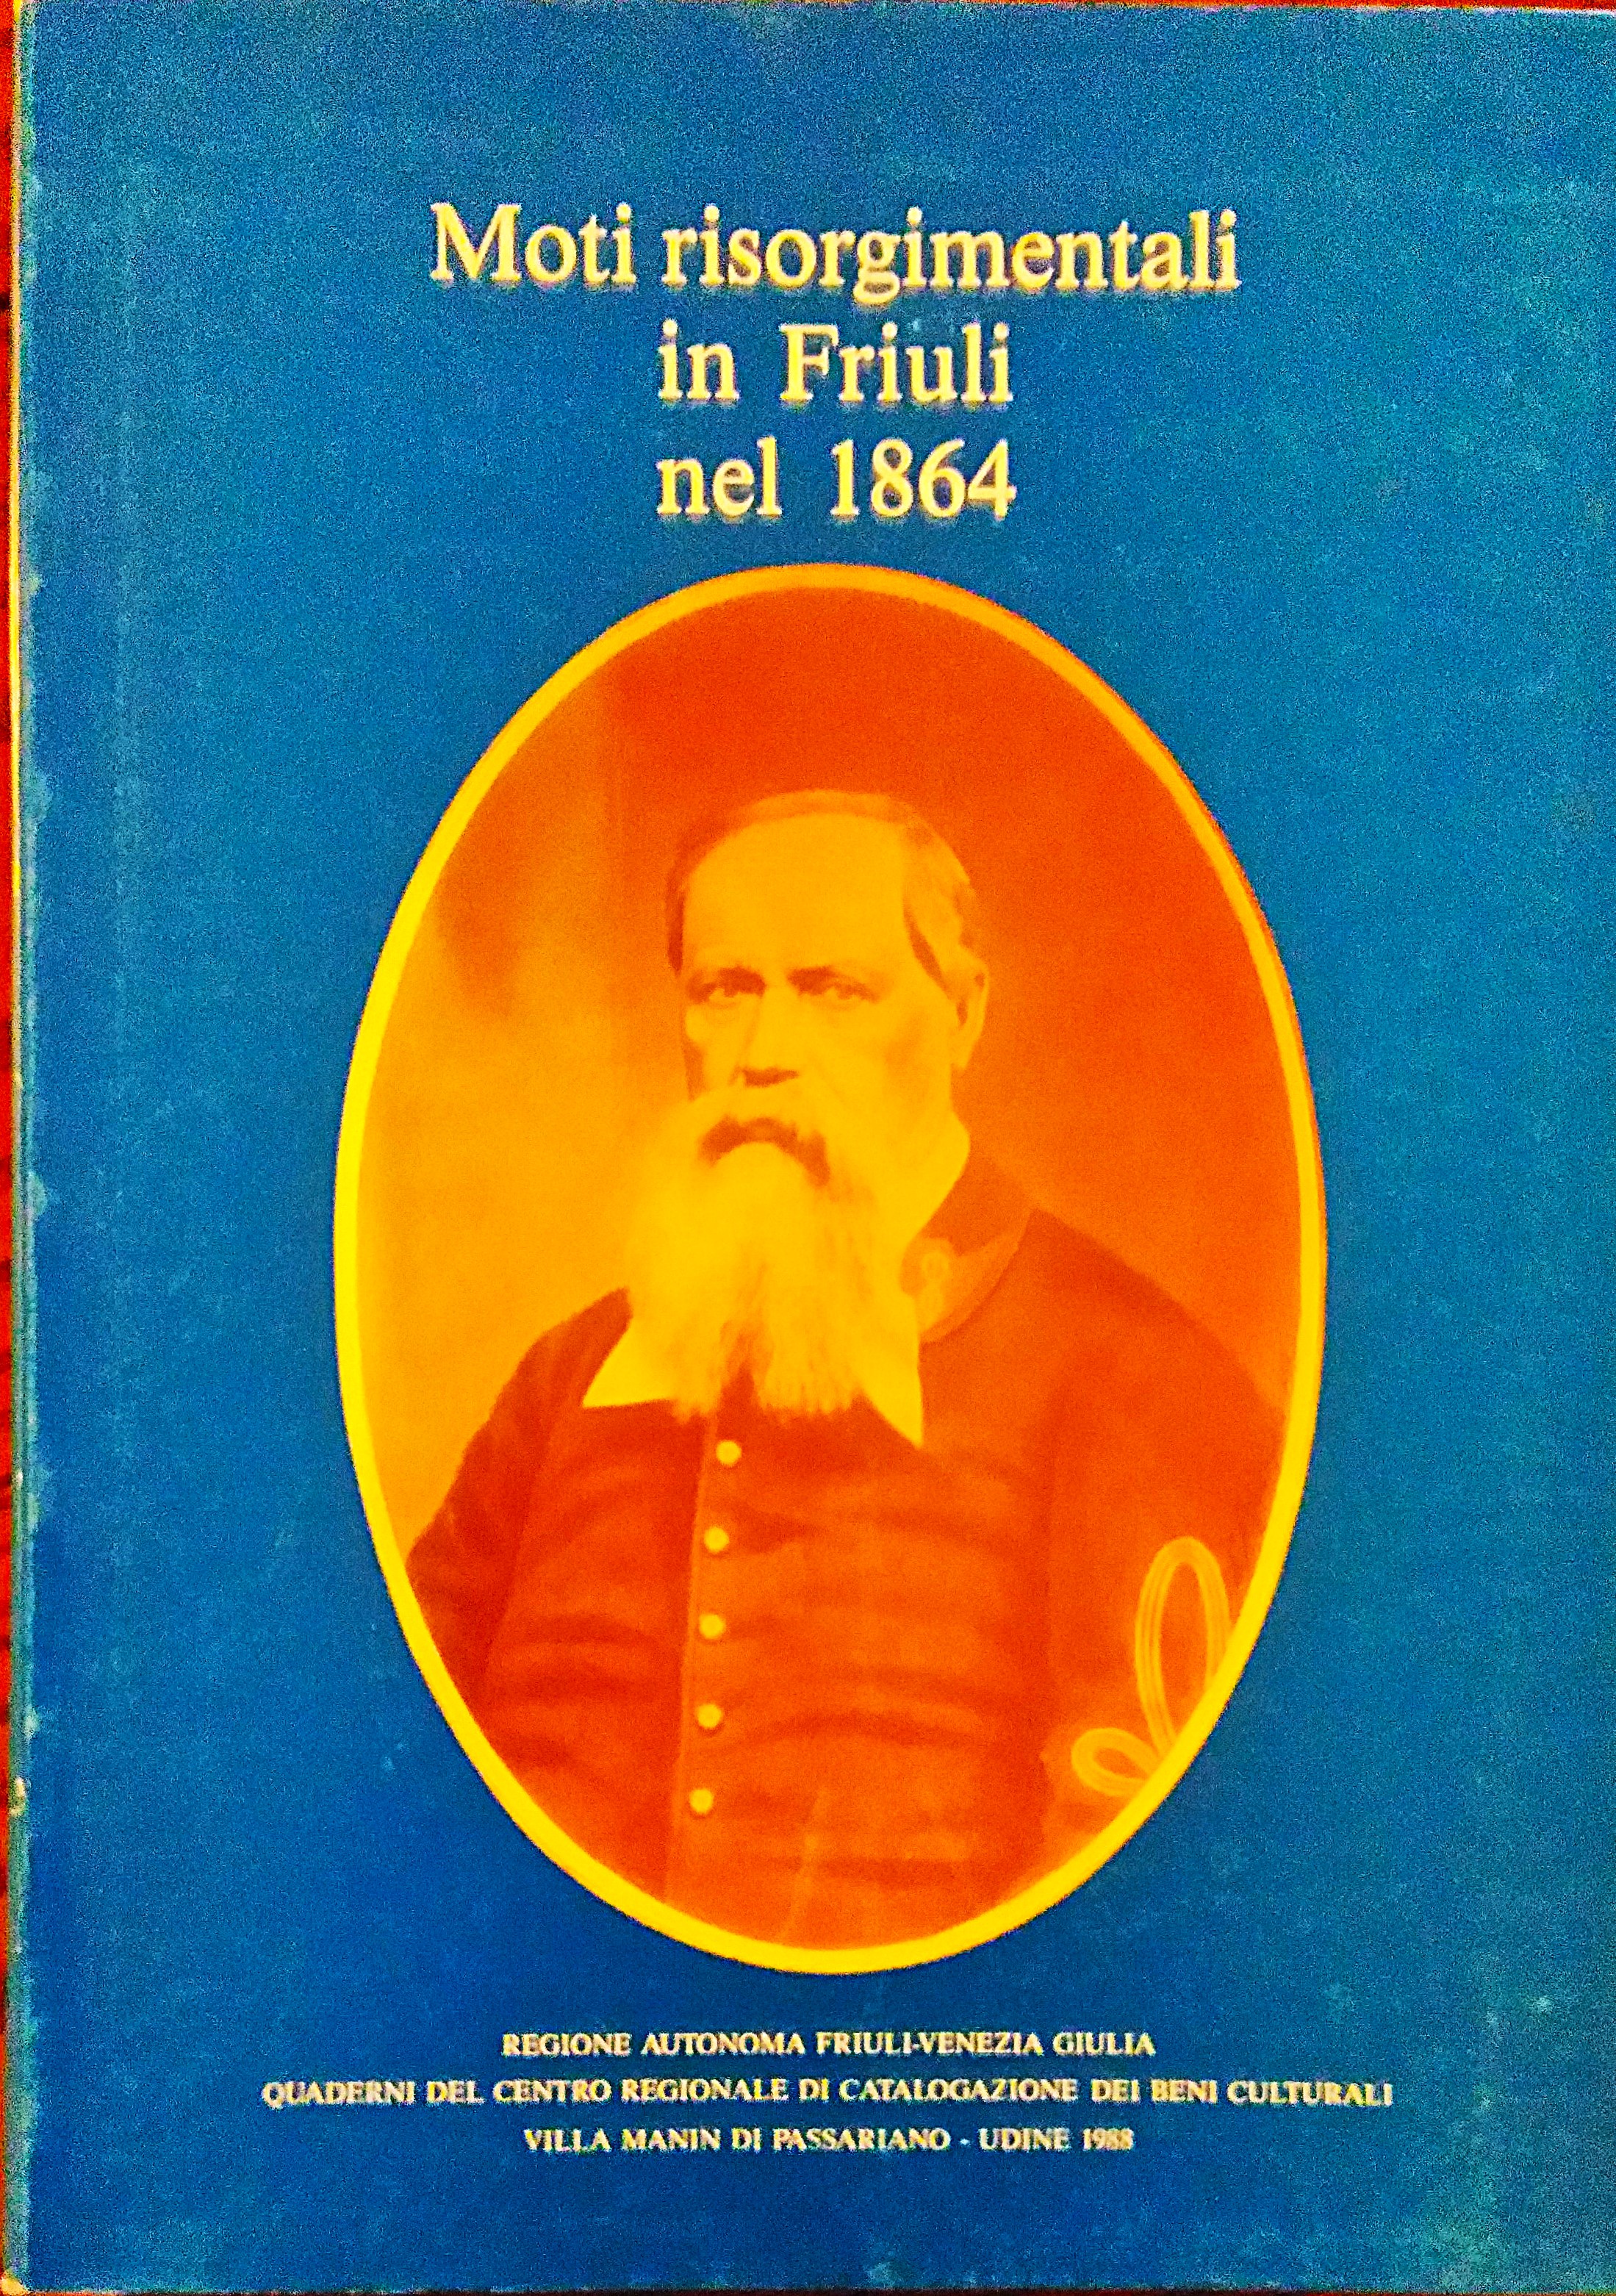 Moti risorgimentali
in Friuli
nel 1864
REGIONE AUTONOMA FRIULI-VENEZIA GIULIA
QUADERNI DEL CENTRO REGIONALE DI CATALOGAZIONE DEI BENI CULTURALI
VILLA MANIN DI PASSARIANO - UDINE 1988